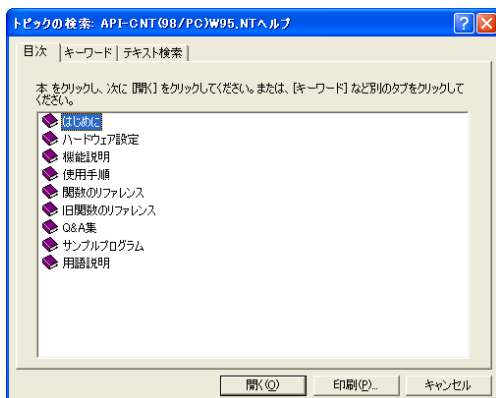 トピックの検索: API-CNT(98/PC)W95,NTヘルプ
目次 キーワード テキスト検索
本 をクリックし、次に [開く] をクリックしてください。または、[キーワード] など別のタブをクリックして
ください。
はじめに
ハードウェア設定
機能説明
使用手順
関数のリファレンス
旧関数のリファレンス
Q&A集
サンプルプログラム
用語説明
開く(O) 印刷(P)... キャンセル